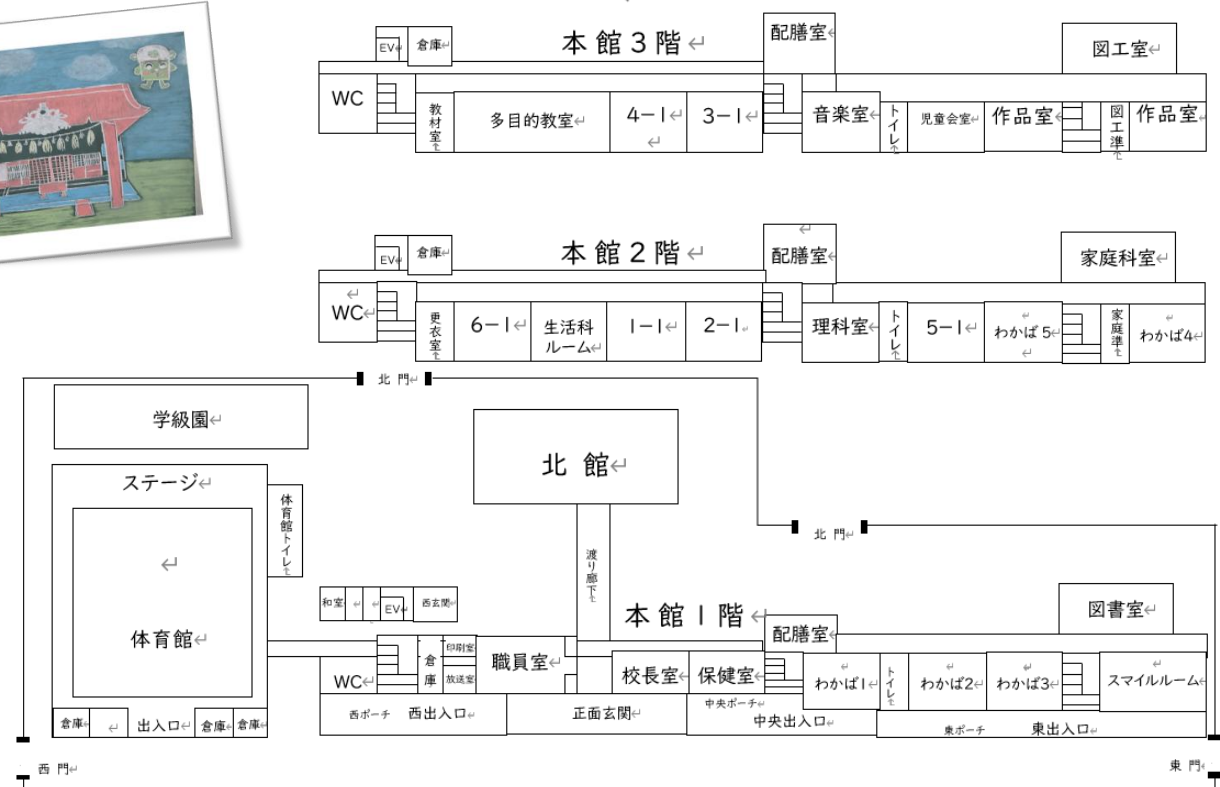 本館3階
EV
倉庫
配膳室
図工室
WC
教材室
多目的教室
4−1
3−1
音楽室
トイレ
児童会室
作品室
図工準
作品室
本館2階
EV
倉庫
配膳室
家庭科室
WC
更衣室
6−1
生活科
ルーム
1−1
2−1
理科室
トイレ
5−1
わかば5
家庭準
わかば4
北門
学級園
北館
ステージ
体育館トイレ
北門
渡り廊下
体育館
和室
EV
西玄関
本館1階
配膳室
図書室
WC
倉庫
印刷室
放送室
職員室
校長室
保健室
わかば1
トイレ
わかば2
わかば3
スマイルルーム
倉庫
出入口
倉庫
倉庫
西ポーチ
西出入口
正面玄関
中央ポーチ
中央出入口
東ポーチ
東出入口
西門
東門